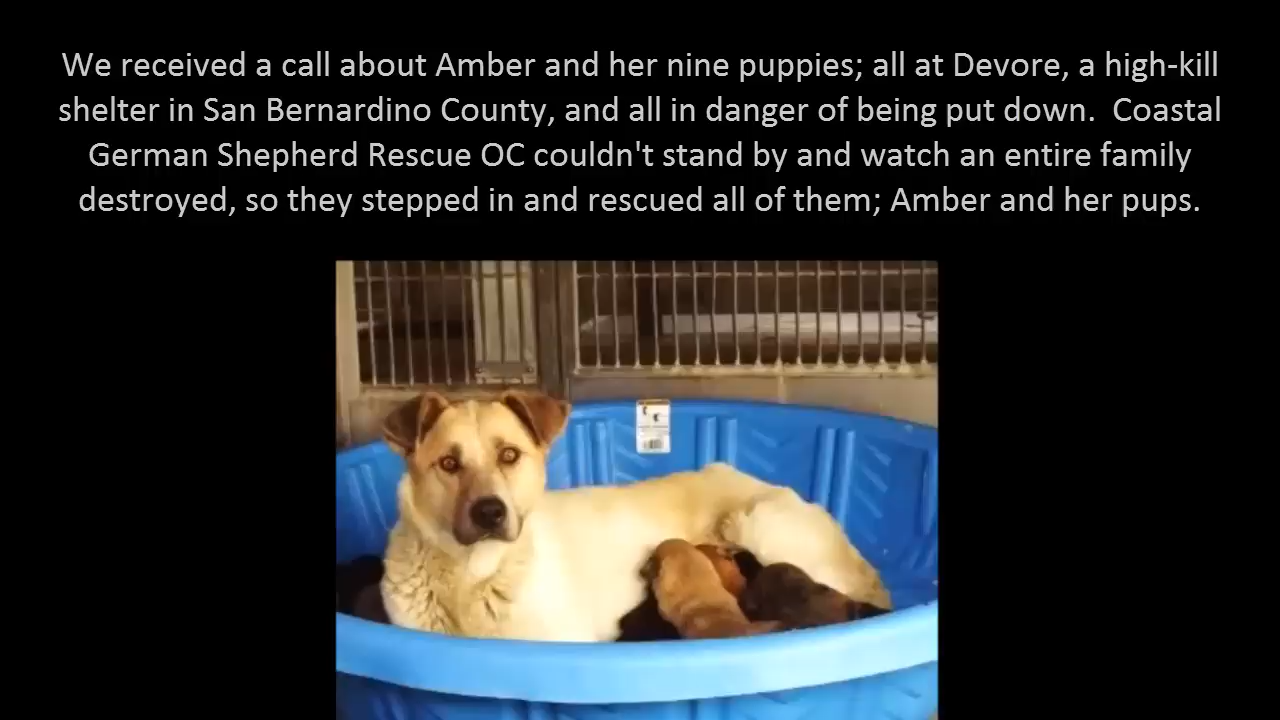 We received a call about Amber and her nine puppies; all at Devore, a high-kill
shelter in San Bernardino County, and all in danger of being put down.  Coastal
German Shepherd Rescue OC couldn't stand by and watch an entire family
destroyed, so they stepped in and rescued all of them; Amber and her pups.